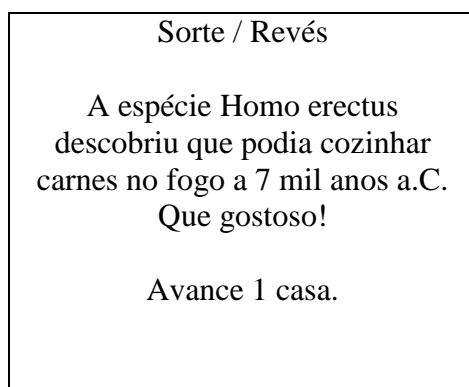 Sorte / Revés
A espécie Homo erectus
descobriu que podia cozinhar
carnes no fogo a 7 mil anos a.C.
Que gostoso!
Avance 1 casa.